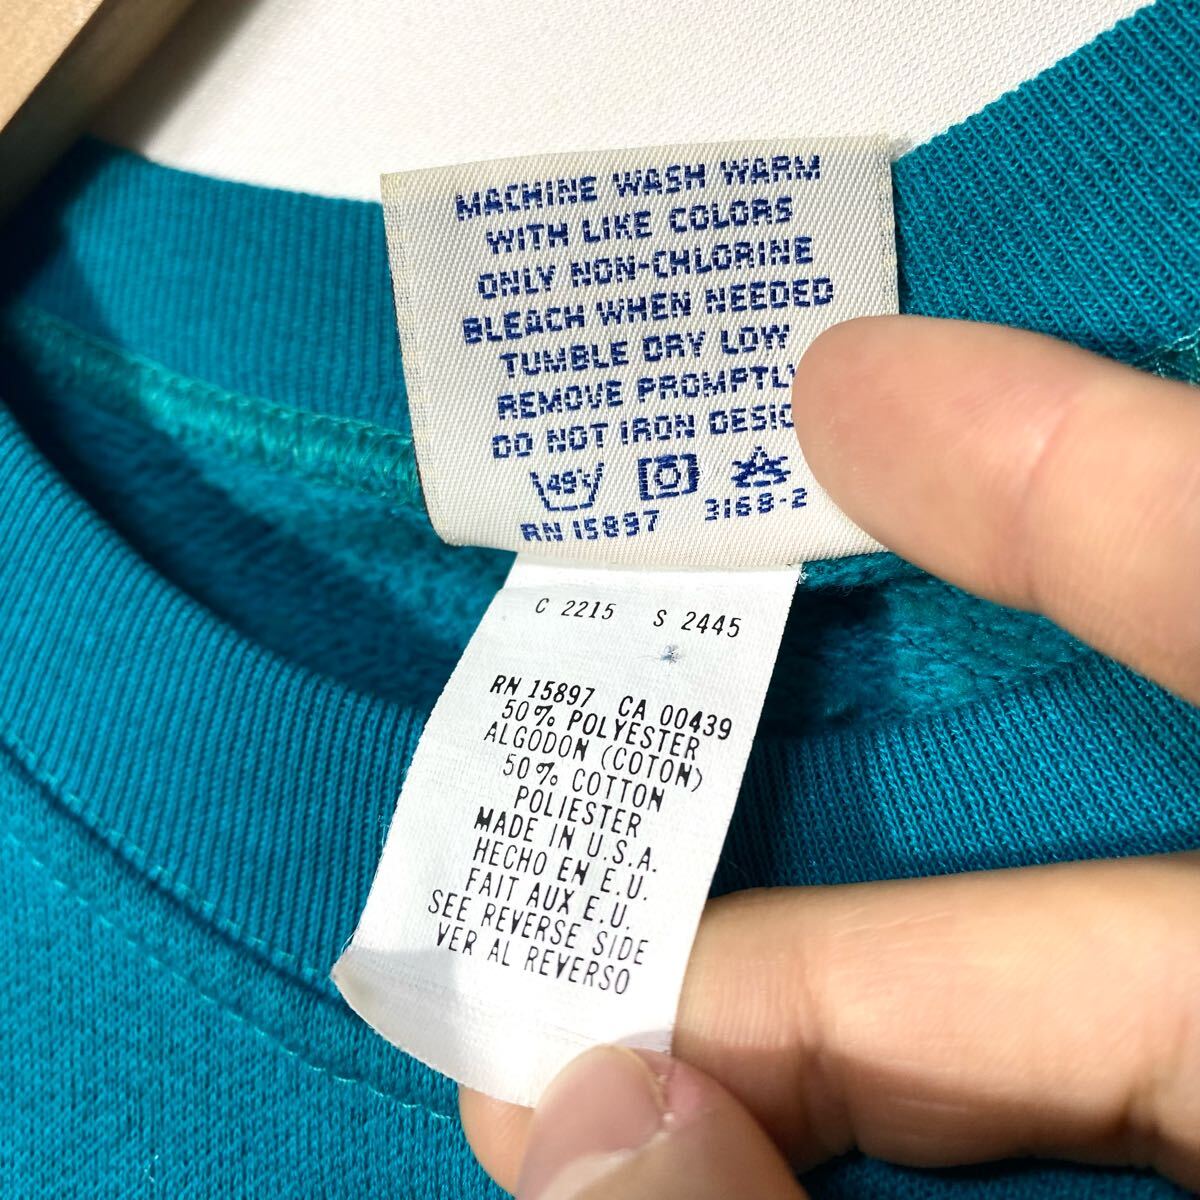 MACHINE WASH WARM
WITH LIKE COLORS
ONLY NON-CHLORINE
BLEACH WHEN NEEDED
TUMBLE DRY LOW
REMOVE PROMPTLY
DO NOT IRON DESIG
RN 15897 3168-2
C 2215 S 2445
RN 15897 CA 00439
50% POLYESTER
ALGODON (COTON)
50% COTTON
POLIESTER
MADE IN U.S.A.
HECHO EN E.U.
FAIT AUX E.U.
SEE REVERSE SIDE
VER AL REVERSO